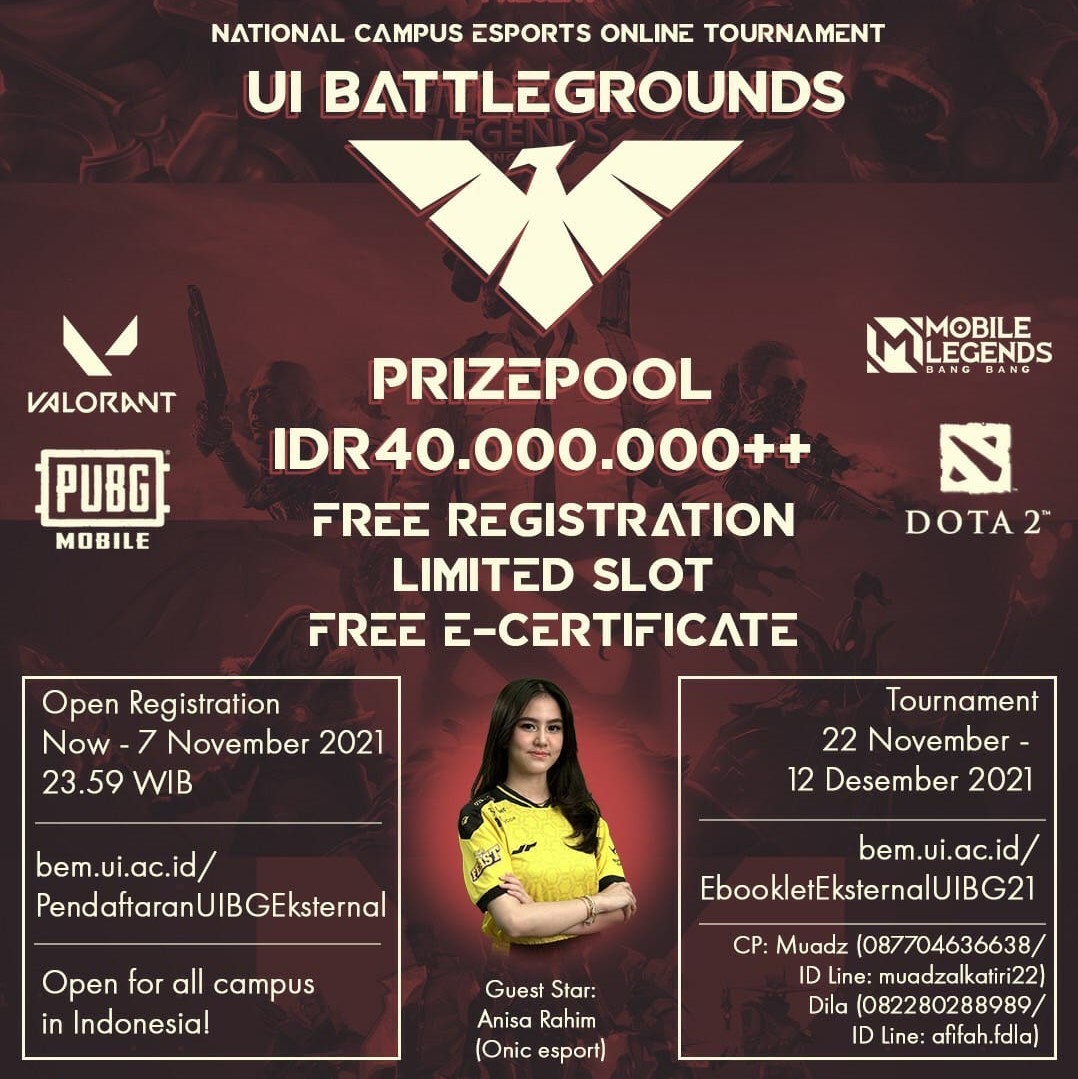 NATIONAL CAMPUS ESPORTS ONLINE TOURNAMENT
UI BATTLEGROUNDS
LEGENDS
VALORANT
PUBG
MOBILE
MOBILE
LEGENDS
BANG BANG
DOTA 2™
PRIZEPOOL
IDR40.000.000++
FREE REGISTRATION
LIMITED SLOT
FREE E-CERTIFICATE
Open Registration
Now - 7 November 2021
23.59 WIB
bem.ui.ac.id/
PendaftaranUIBGEksternal
Open for all campus
in Indonesia!
Guest Star:
Anisa Rahim
(Onic esport)
Tournament
22 November -
12 Desember 2021
bem.ui.ac.id/
EbookletEksternalUIBG21
CP: Muadz (087704636638/
ID Line: muadzalkatiri22)
Dila (082280288989/
ID Line: afifah.fdla)